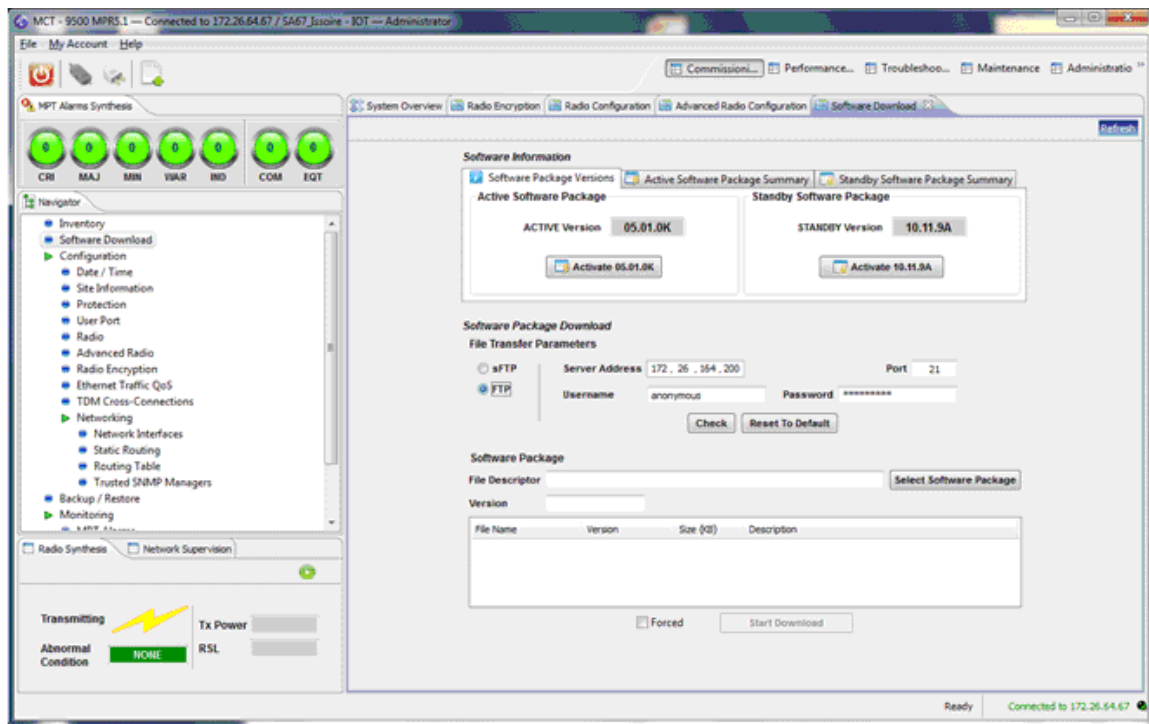 MCT - 9500 MPR5.1 — Connected to 172.26.64.67 / SA67_Issoire - IOT — Administrator
File My Account Help
Commissioni... Performance... Troubleshoo... Maintenance Administratio
MPT Alarms Synthesis
0 0 0 0 0 0 0
CRI MAJ MIN WAR IND COM EQT
Navigator
Inventory
Software Download
Configuration
Date / Time
Site Information
Protection
User Port
Radio
Advanced Radio
Radio Encryption
Ethernet Traffic QoS
TDM Cross-Connections
Networking
Network Interfaces
Static Routing
Routing Table
Trusted SNMP Managers
Backup / Restore
Monitoring
MPT Alarms
Radio Synthesis Network Supervision
Transmitting
Tx Power
Abnormal Condition
NONE
RSL
System Overview Radio Encryption Radio Configuration Advanced Radio Configuration Software Download
Refresh
Software Information
Software Package Versions Active Software Package Summary Standby Software Package Summary
Active Software Package Standby Software Package
ACTIVE Version 05.01.0K STANDBY Version 10.11.9A
Activate 05.01.0K Activate 10.11.9A
Software Package Download
File Transfer Parameters
sFTP Server Address 172 . 26 . 164 . 200 Port 21
FTP Username anonymous Password *********
Check Reset To Default
Software Package
File Descriptor Select Software Package
Version
File Name Version Size (KB) Description
Forced Start Download
Ready Connected to 172.26.64.67